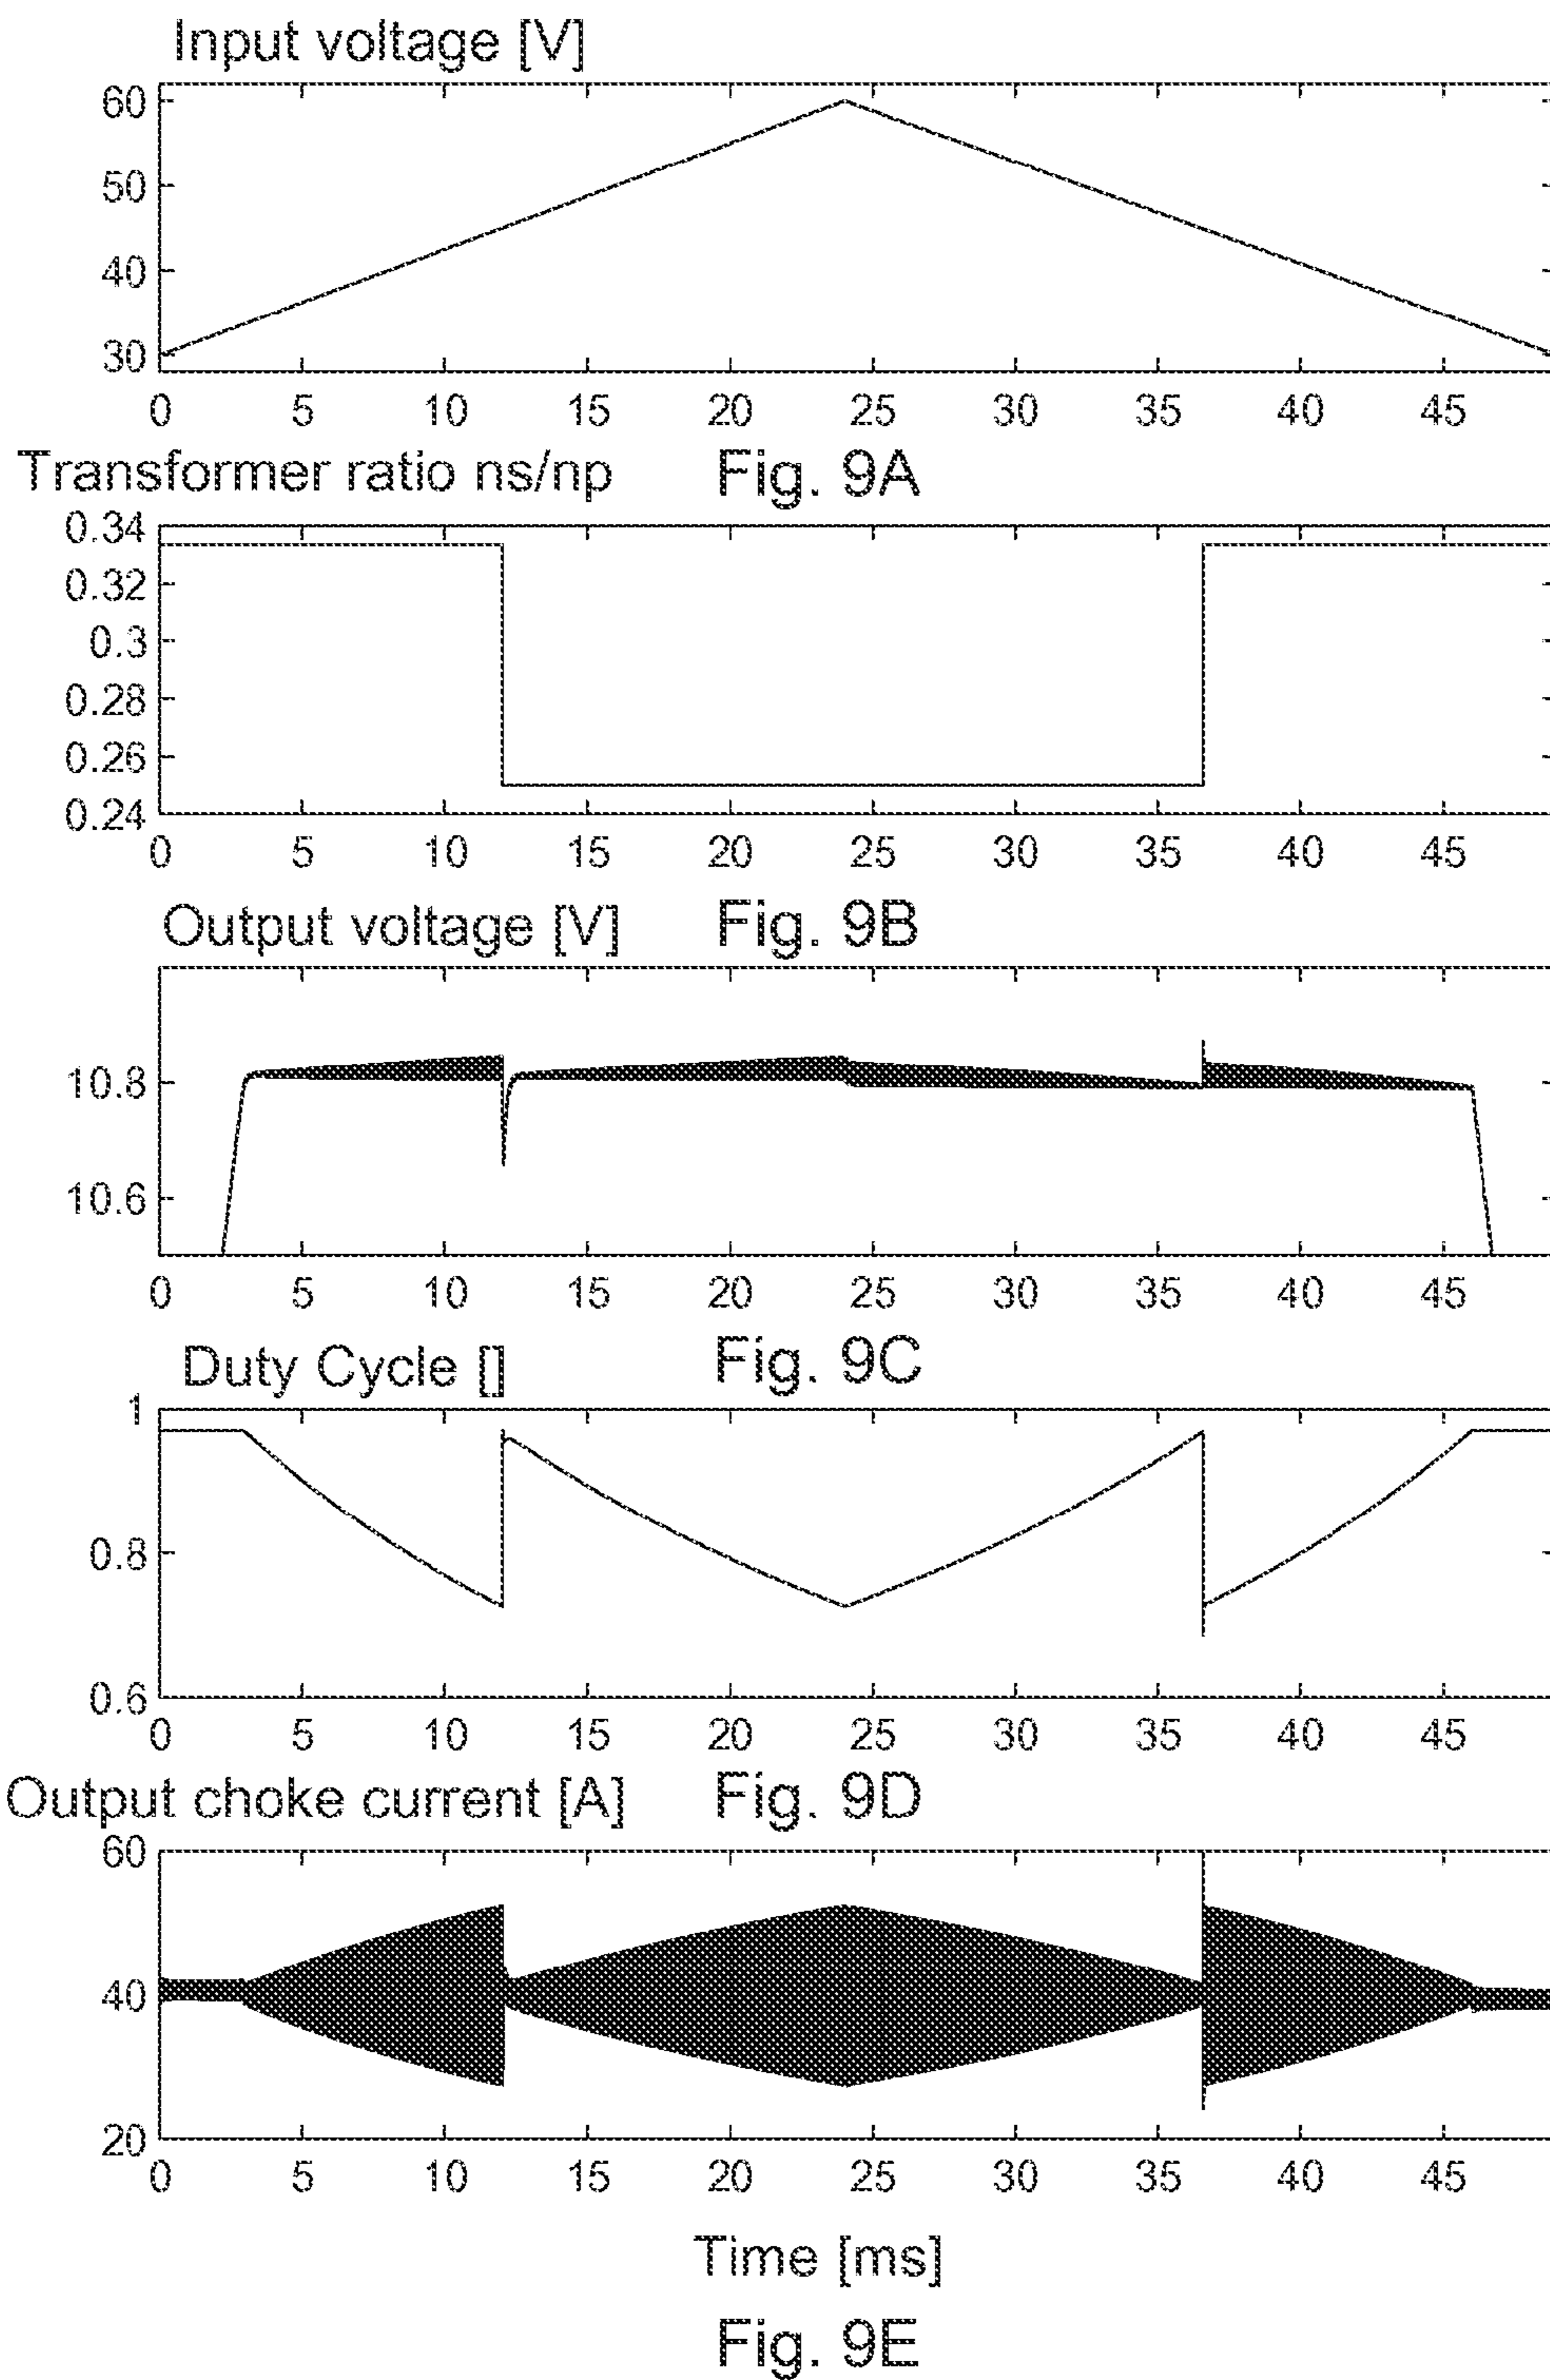 Input voltage [V]
60
50
40
30
0 5 10 15 20 25 30 35 40 45
Transformer ratio ns/np Fig. 9A
0.34
0.32
0.3
0.28
0.26
0.24
0 5 10 15 20 25 30 35 40 45
Output voltage [V] Fig. 9B
10.8
10.6
0 5 10 15 20 25 30 35 40 45
Duty Cycle [] Fig. 9C
1
0.8
0.6
0 5 10 15 20 25 30 35 40 45
Output choke current [A] Fig. 9D
60
40
20
0 5 10 15 20 25 30 35 40 45
Time [ms]
Fig. 9E